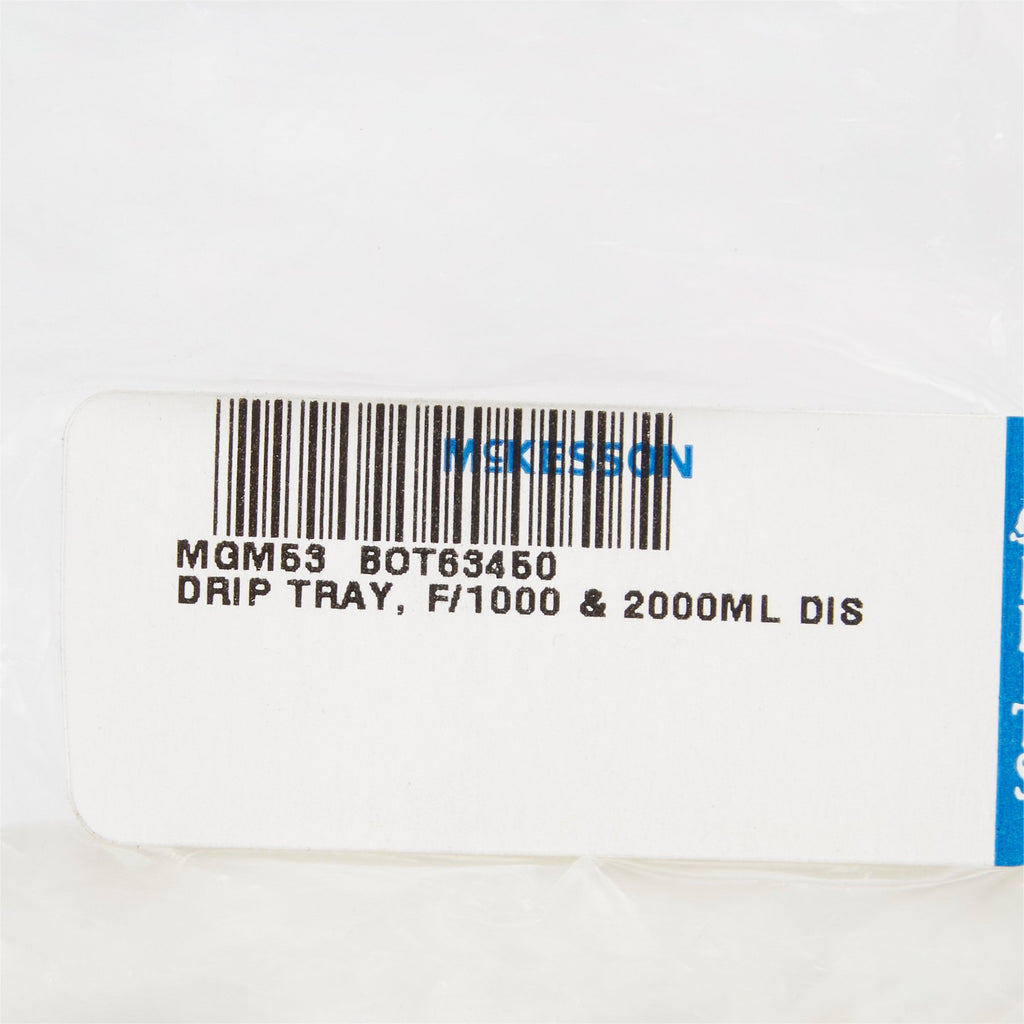 McKESSON
MGM53 BOT63450
DRIP TRAY, F/1000 & 2000ML DIS